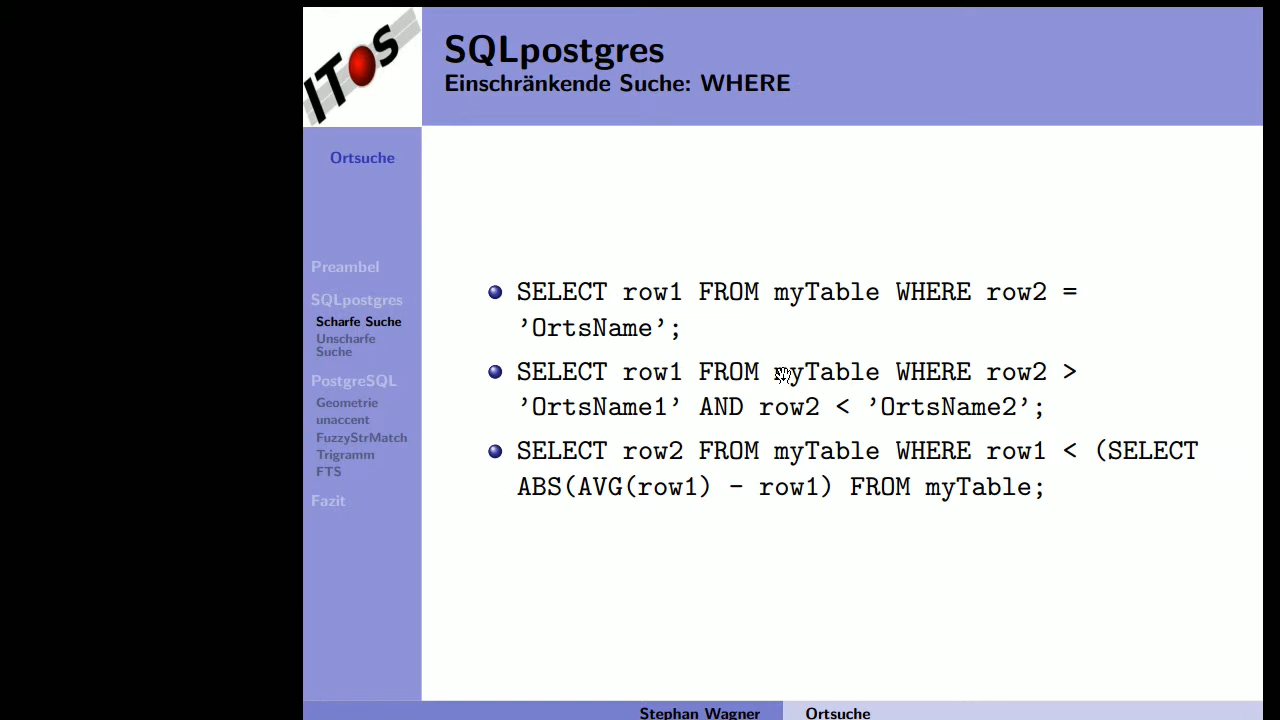 ITOS
SQLpostgres
Einschränkende Suche: WHERE
Ortsuche
Preambel
SQLpostgres
Scharfe Suche
Unscharfe
Suche
PostgreSQL
Geometrie
unaccent
FuzzyStrMatch
Trigramm
FTS
Fazit
SELECT row1 FROM myTable WHERE row2 =
'OrtsName';
SELECT row1 FROM myTable WHERE row2 >
'OrtsName1' AND row2 < 'OrtsName2';
SELECT row2 FROM myTable WHERE row1 < (SELECT
ABS(AVG(row1) - row1) FROM myTable;
Stephan Wagner
Ortsuche